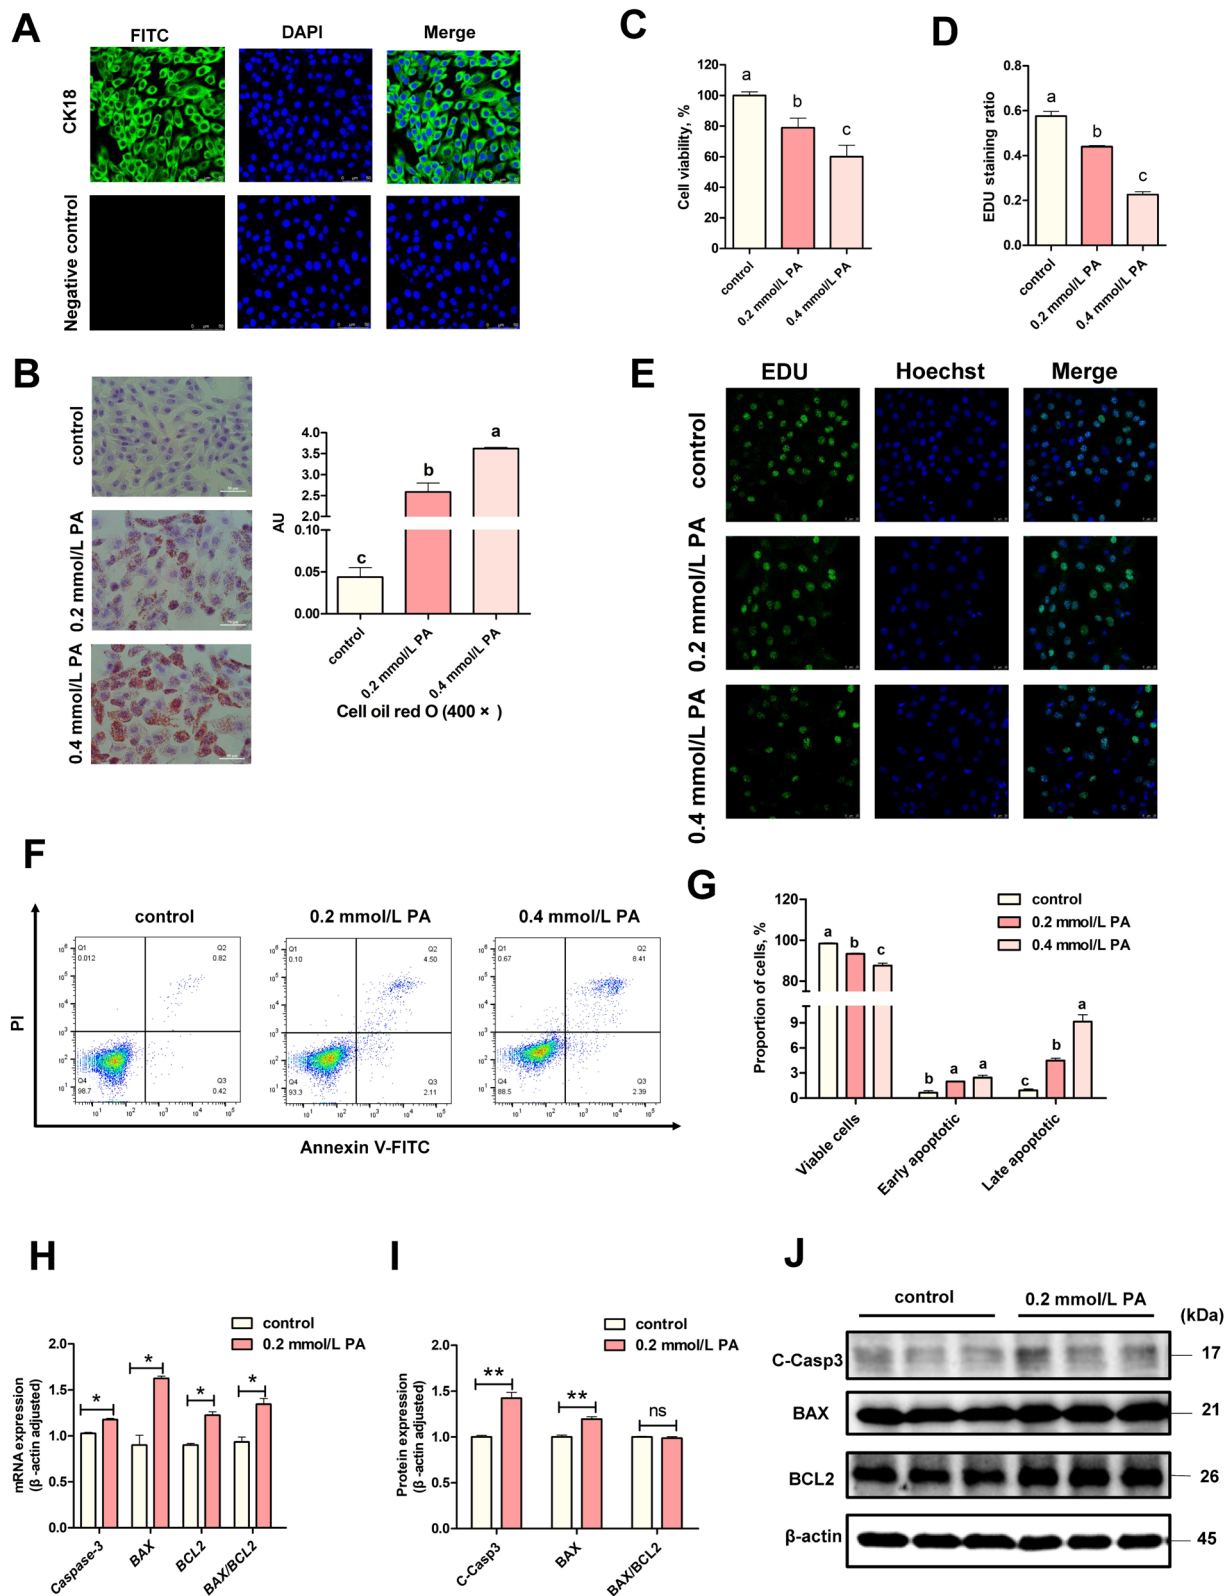 A
FITC DAPI Merge
CK18
Negative control
B
control
0.2 mmol/L PA
0.4 mmol/L PA
AU
4.0
3.5
3.0
2.5
2.0
0.10
0.05
0.00
c b a
control 0.2 mmol/L PA 0.4 mmol/L PA
Cell oil red O (400 × )
C
Cell viability, %
120
100
80
60
40
20
0
a b c
control 0.2 mmol/L PA 0.4 mmol/L PA
D
EDU staining ratio
0.8
0.6
0.4
0.2
0.0
a b c
control 0.2 mmol/L PA 0.4 mmol/L PA
E
EDU Hoechst Merge
control
0.2 mmol/L PA
0.4 mmol/L PA
F
control 0.2 mmol/L PA 0.4 mmol/L PA
PI
Q1 0.012 Q2 0.82
Q4 98.7 Q3 0.42
Q1 0.10 Q2 4.50
Q4 93.3 Q3 2.11
Q1 0.67 Q2 8.41
Q4 88.5 Q3 2.39
Annexin V-FITC
G
control
0.2 mmol/L PA
0.4 mmol/L PA
Proportion of cells, %
120
100
80
9
6
3
0
a b c
b a a
c b a
Viable cells Early apoptotic Late apoptotic
H
control
0.2 mmol/L PA
mRNA expression
(β -actin adjusted)
2.0
1.5
1.0
0.5
0.0
* * * *
Caspase-3 BAX BCL2 BAX/BCL2
I
control
0.2 mmol/L PA
Protein expression
(β -actin adjusted)
2.0
1.5
1.0
0.5
0.0
** ** ns
C-Casp3 BAX BAX/BCL2
J
control 0.2 mmol/L PA
(kDa)
C-Casp3 17
BAX 21
BCL2 26
β-actin 45